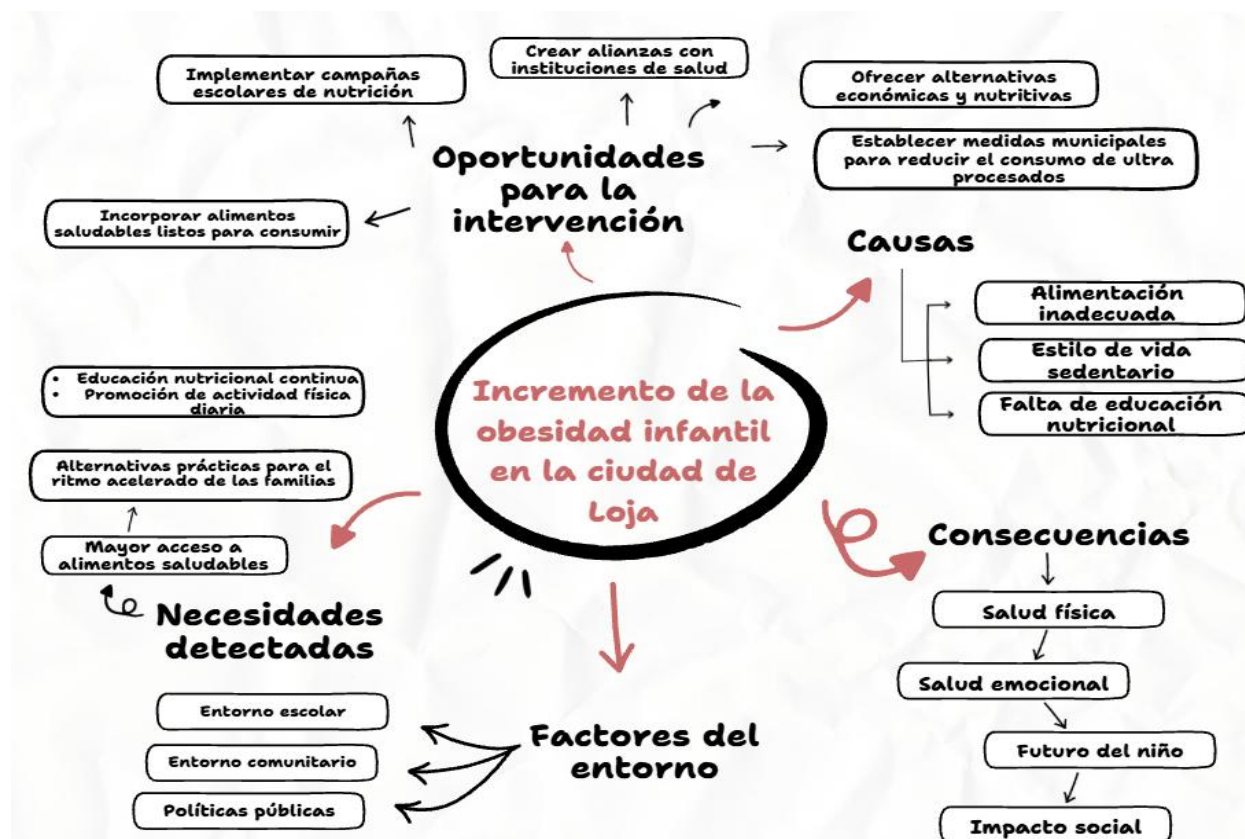 Crear alianzas con
instituciones de salud
Implementar campañas
escolares de nutrición
Ofrecer alternativas
económicas y nutritivas
Oportunidades
para la
intervención
Establecer medidas municipales
para reducir el consumo de ultra
procesados
Incorporar alimentos
saludables listos para consumir
Causas
Alimentación
inadecuada
Estilo de vida
sedentario
Falta de educación
nutricional
Incremento de la
obesidad infantil
en la ciudad de
Loja
• Educación nutricional continua
• Promoción de actividad física
diaria
Alternativas prácticas para el
ritmo acelerado de las familias
Mayor acceso a
alimentos saludables
Necesidades
detectadas
Consecuencias
Salud física
Salud emocional
Futuro del niño
Impacto social
Factores del
entorno
Entorno escolar
Entorno comunitario
Políticas públicas